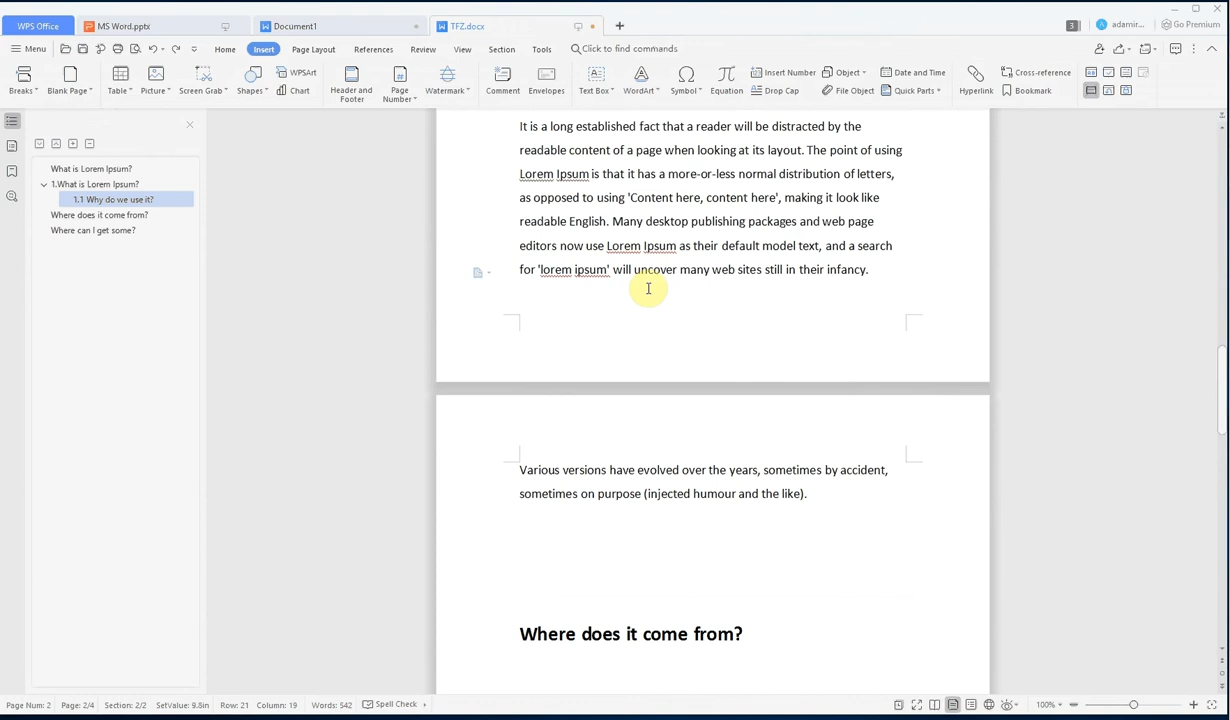 WPS Office MS Word.pptx Document1 TFZ.docx 3 adamir... Go Premium
Menu Home Insert Page Layout References Review View Section Tools Click to find commands
Breaks Blank Page Table Picture Screen Grab Shapes WPSArt Chart Header and Footer Page Number Watermark Comment Envelopes Text Box WordArt Symbol Equation Insert Number Drop Cap Object File Object Date and Time Quick Parts Hyperlink Cross-reference Bookmark
What is Lorem Ipsum?
1.What is Lorem Ipsum?
1.1 Why do we use it?
Where does it come from?
Where can I get some?
It is a long established fact that a reader will be distracted by the
readable content of a page when looking at its layout. The point of using
Lorem Ipsum is that it has a more-or-less normal distribution of letters,
as opposed to using 'Content here, content here', making it look like
readable English. Many desktop publishing packages and web page
editors now use Lorem Ipsum as their default model text, and a search
for 'lorem ipsum' will uncover many web sites still in their infancy.
Various versions have evolved over the years, sometimes by accident,
sometimes on purpose (injected humour and the like).
Where does it come from?
Page Num: 2 Page: 2/4 Section: 2/2 SetValue: 9.8in Row: 21 Column: 19 Words: 542 Spell Check 100%